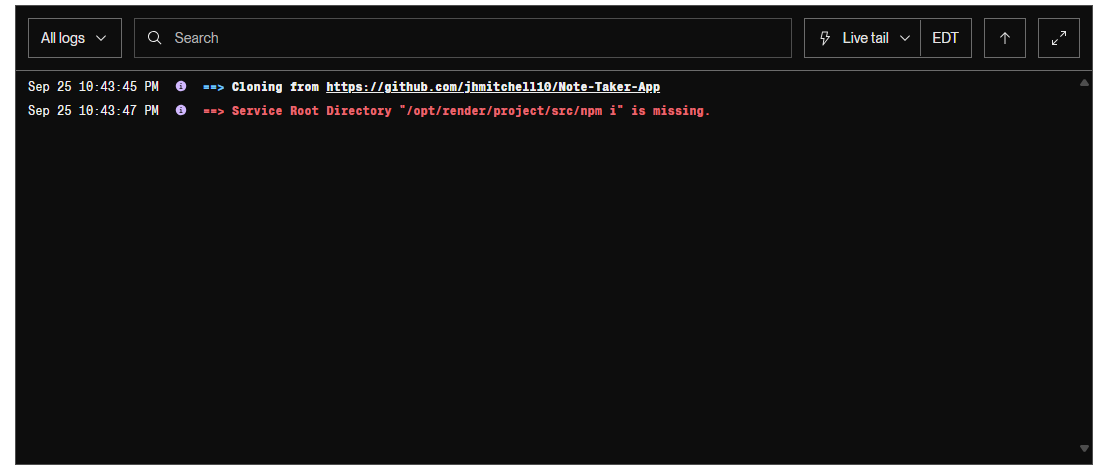 All logs
Search
Live tail
EDT
Sep 25 10:43:45 PM ==> Cloning from https://github.com/jhmitchell10/Note-Taker-App
Sep 25 10:43:47 PM ==> Service Root Directory "/opt/render/project/src/npm i" is missing.